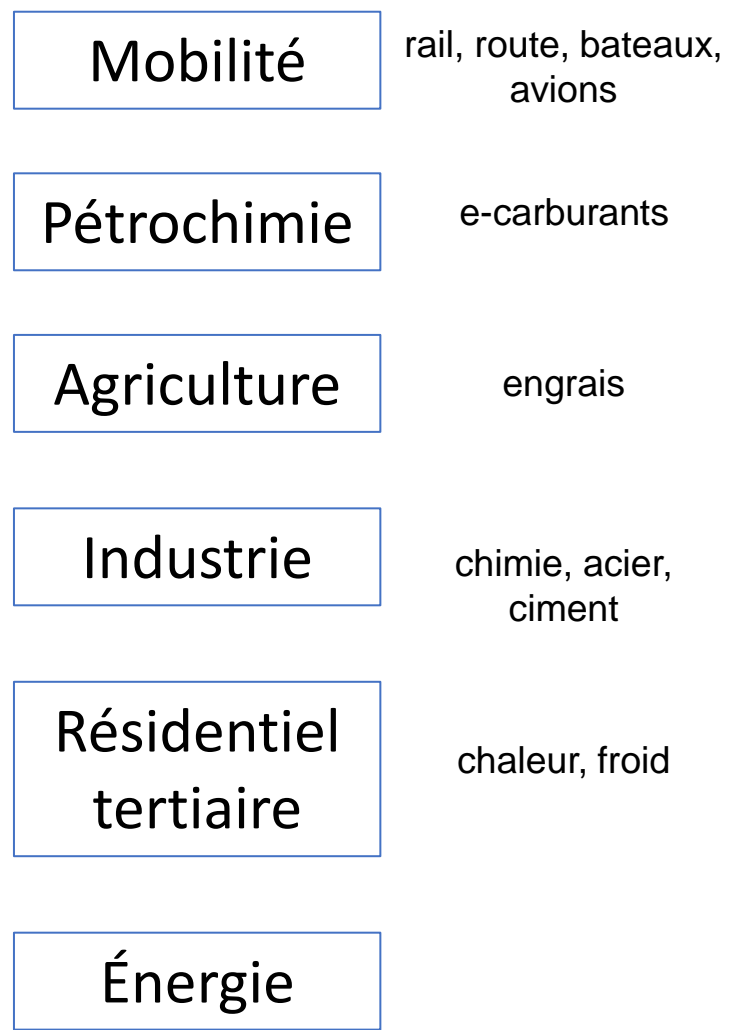 Mobilité
rail, route, bateaux,
avions
Pétrochimie
e-carburants
Agriculture
engrais
Industrie
chimie, acier,
ciment
Résidentiel
tertiaire
chaleur, froid
Énergie